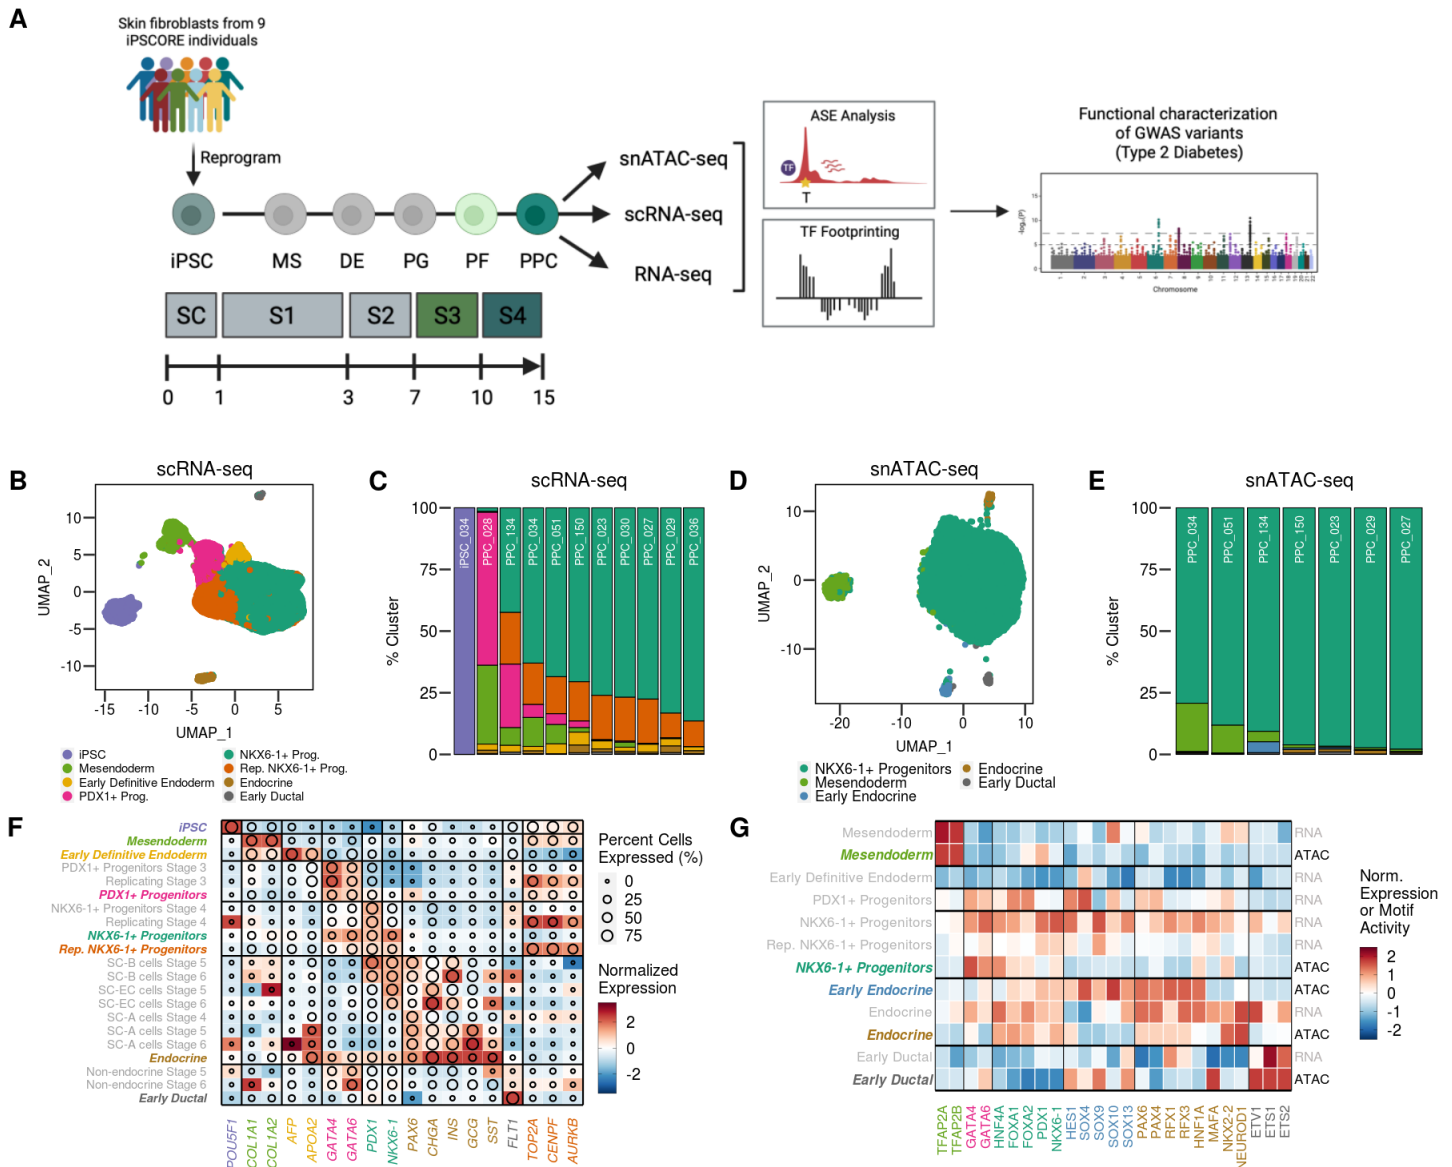 A
Skin fibroblasts from 9
iPSCORE individuals
Reprogram
iPSC
MS
DE
PG
PF
PPC
SC
S1
S2
S3
S4
0
1
3
7
10
15
snATAC-seq
scRNA-seq
RNA-seq
ASE Analysis
TF
T
TF Footprinting
Functional characterization
of GWAS variants
(Type 2 Diabetes)
-log₁₀(P)
15
10
5
0
Chromosome
B
scRNA-seq
UMAP_2
10
5
0
-5
-10
-15
-10
-5
0
5
UMAP_1
iPSC
Mesendoderm
Early Definitive Endoderm
PDX1+ Prog.
NKX6-1+ Prog.
Rep. NKX6-1+ Prog.
Endocrine
Early Ductal
C
scRNA-seq
% Cluster
100
75
50
25
0
iPSC_034
PPC_028
PPC_134
PPC_034
PPC_051
PPC_150
PPC_023
PPC_030
PPC_027
PPC_029
PPC_036
D
snATAC-seq
UMAP_2
10
0
-10
-20
-10
0
10
UMAP_1
NKX6-1+ Progenitors
Mesendoderm
Early Endocrine
Endocrine
Early Ductal
E
snATAC-seq
% Cluster
100
75
50
25
0
PPC_034
PPC_051
PPC_134
PPC_150
PPC_023
PPC_029
PPC_027
F
iPSC
Mesendoderm
Early Definitive Endoderm
PDX1+ Progenitors Stage 3
Replicating Stage 3
PDX1+ Progenitors
NKX6-1+ Progenitors Stage 4
Replicating Stage 4
NKX6-1+ Progenitors
Rep. NKX6-1+ Progenitors
SC-B cells Stage 5
SC-B cells Stage 6
SC-EC cells Stage 5
SC-EC cells Stage 6
SC-A cells Stage 4
SC-A cells Stage 5
SC-A cells Stage 6
Endocrine
Non-endocrine Stage 5
Non-endocrine Stage 6
Early Ductal
POU5F1
COL1A1
COL1A2
AFP
APOA2
GATA4
GATA6
PDX1
NKX6-1
PAX6
CHGA
INS
GCG
SST
FLT1
TOP2A
CENPF
AURKB
Percent Cells
Expressed (%)
0
25
50
75
Normalized
Expression
2
0
-2
G
Mesendoderm RNA
Mesendoderm ATAC
Early Definitive Endoderm RNA
PDX1+ Progenitors RNA
NKX6-1+ Progenitors RNA
Rep. NKX6-1+ Progenitors RNA
NKX6-1+ Progenitors ATAC
Early Endocrine ATAC
Endocrine RNA
Endocrine ATAC
Early Ductal RNA
Early Ductal ATAC
TFAP2A
TFAP2B
GATA4
GATA6
HNF4A
FOXA1
FOXA2
PDX1
NKX6-1
HES1
SOX4
SOX9
SOX10
SOX13
PAX6
PAX4
RFX1
RFX3
HNF1A
MAFA
NKX2-2
NEUROD1
ETV1
ETS1
ETS2
Norm.
Expression
or Motif
Activity
2
1
0
-1
-2